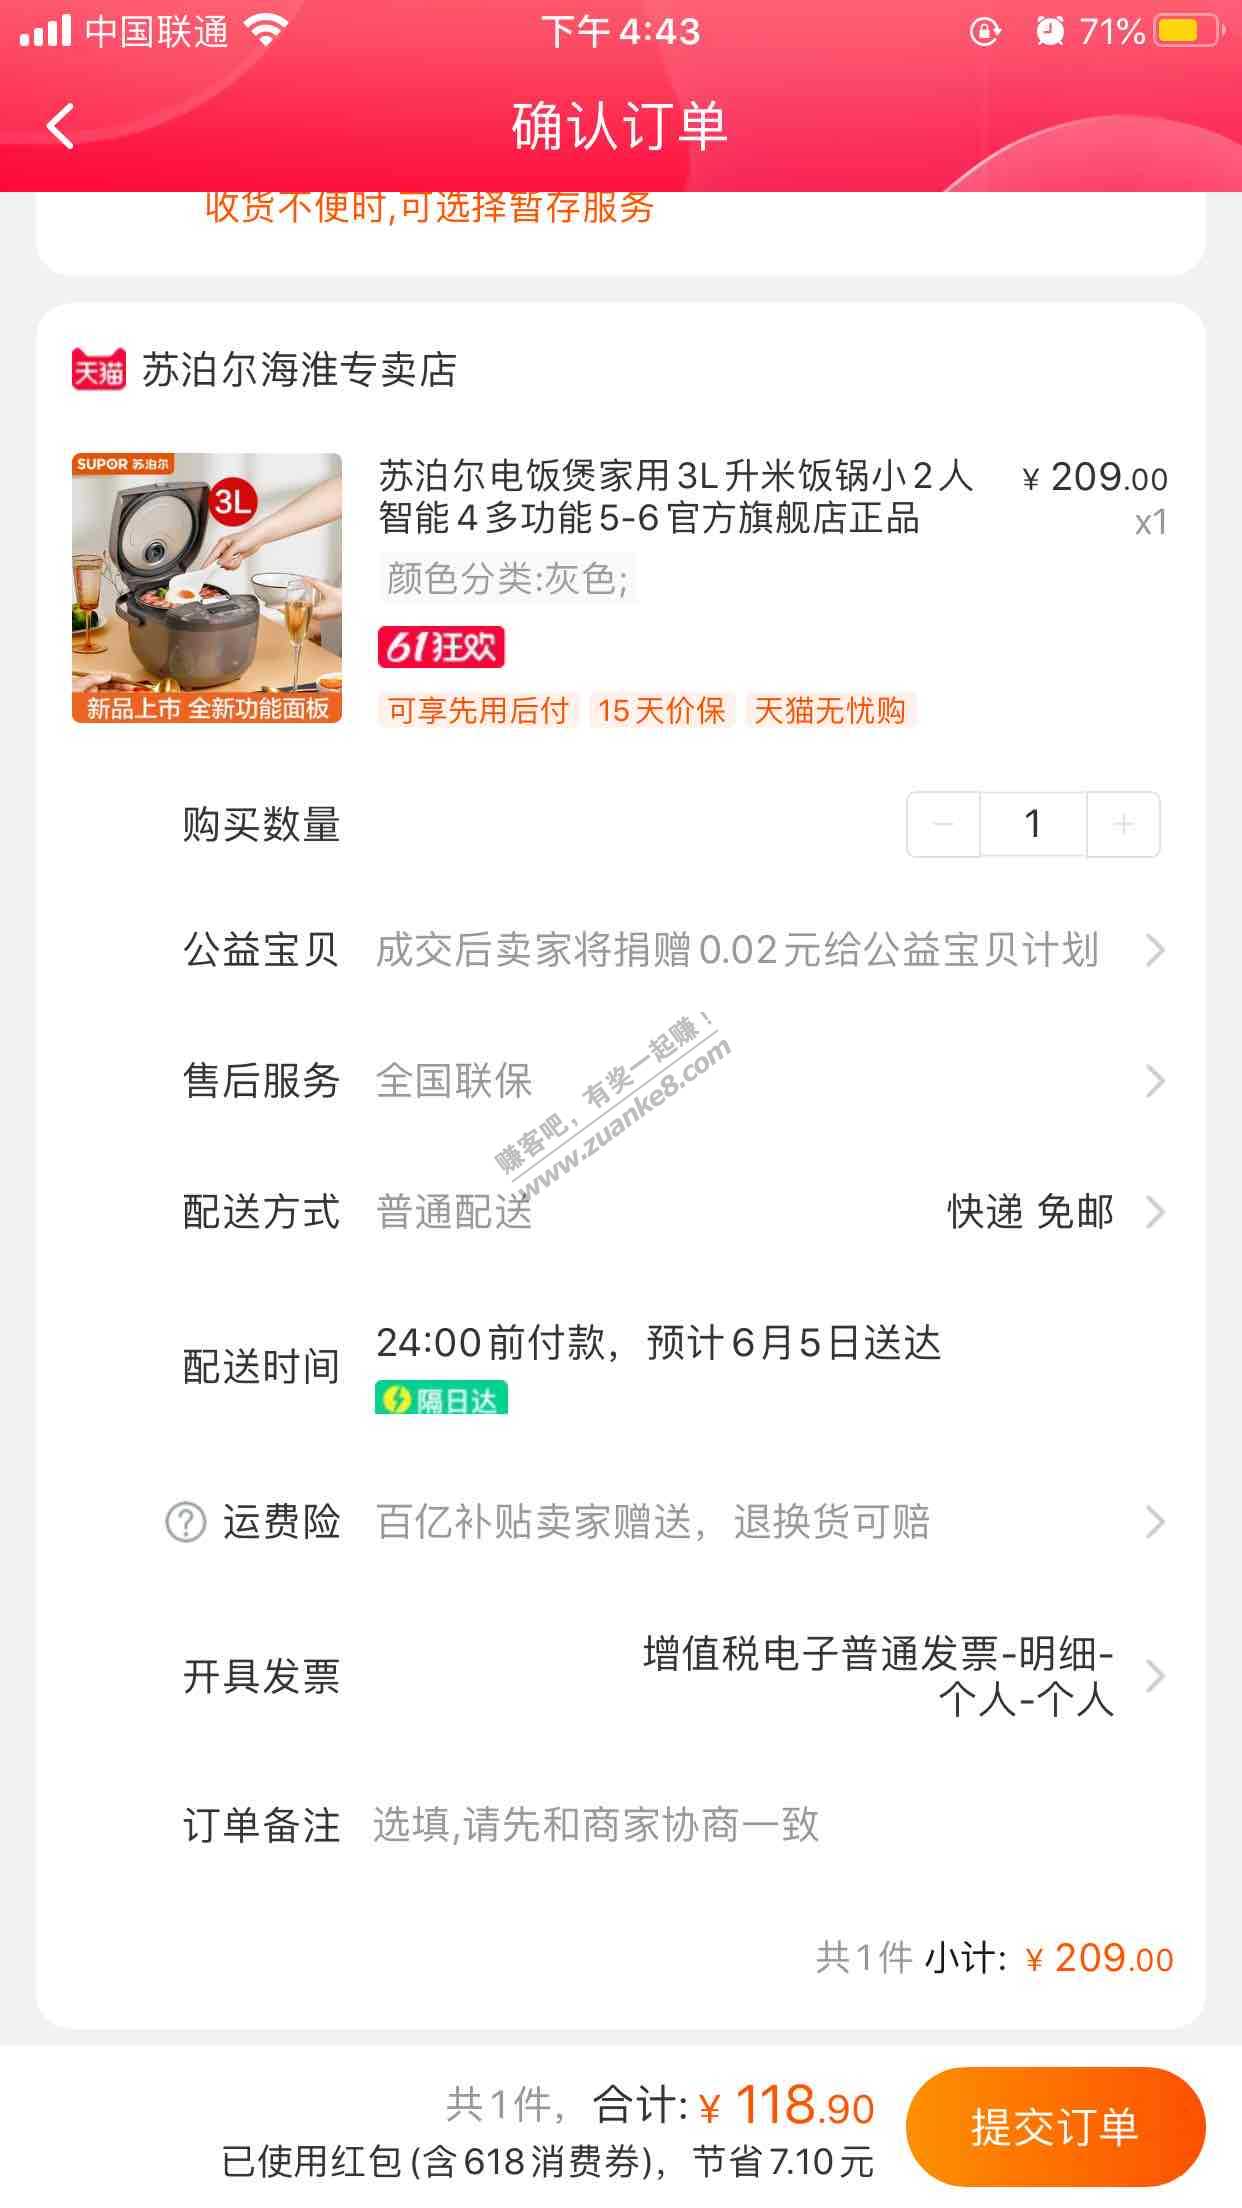 中国联通
下午4:43
71%
确认订单
收货不便时,可选择暂存服务
天猫 苏泊尔海淮专卖店
SUPOR 苏泊尔
3L
新品上市 全新功能面板
苏泊尔电饭煲家用3L升米饭锅小2人
智能4多功能5-6官方旗舰店正品
¥ 209.00
x1
颜色分类:灰色;
61狂欢
可享先用后付 15天价保 天猫无忧购
购买数量 − 1 +
公益宝贝 成交后卖家将捐赠0.02元给公益宝贝计划
售后服务 全国联保
赚客吧，有奖一起赚！
www.zuanke8.com
配送方式 普通配送 快递 免邮
配送时间 24:00前付款，预计6月5日送达
隔日达
? 运费险 百亿补贴卖家赠送，退换货可赔
开具发票 增值税电子普通发票-明细-
个人-个人
订单备注 选填,请先和商家协商一致
共1件 小计: ¥ 209.00
共1件，合计: ¥ 118.90
已使用红包(含618消费券)，节省7.10元
提交订单